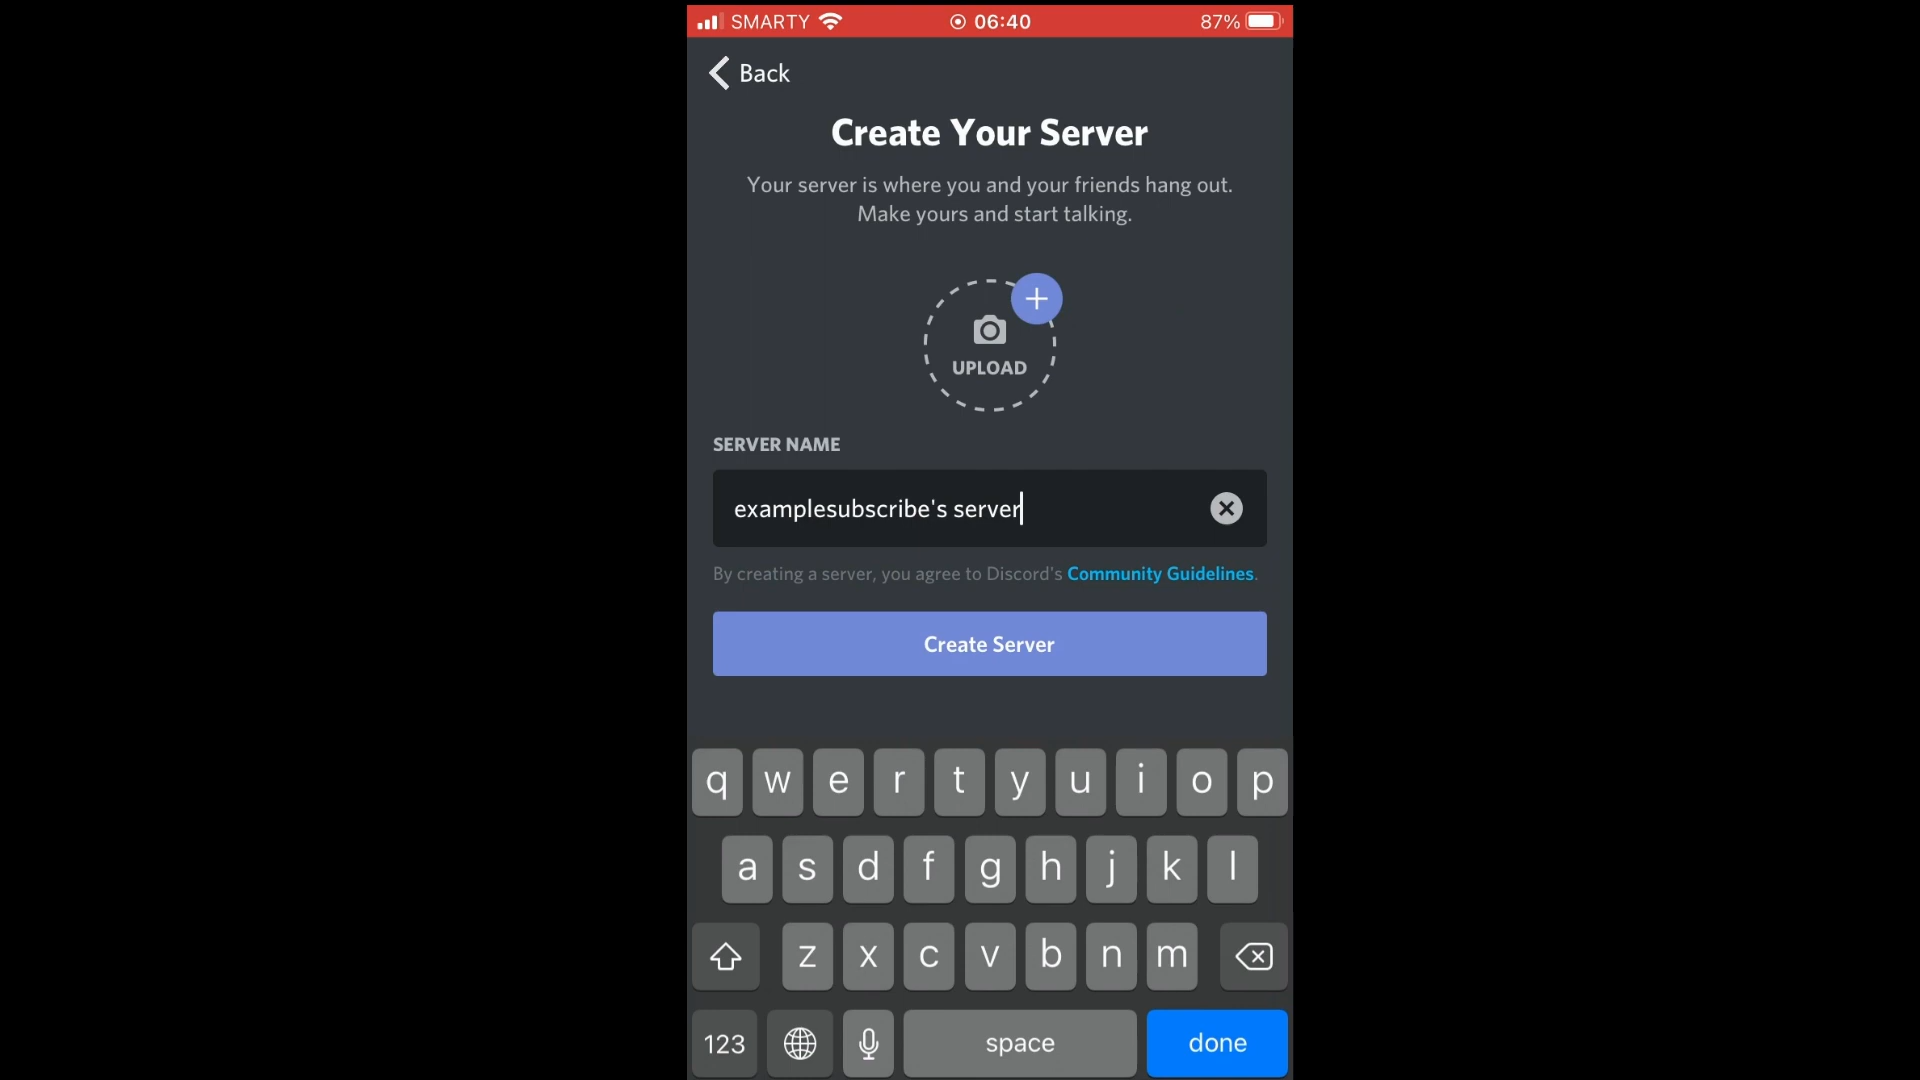 SMARTY 06:40 87%
Back
Create Your Server
Your server is where you and your friends hang out.
Make yours and start talking.
UPLOAD
SERVER NAME
examplesubscribe's server
By creating a server, you agree to Discord's Community Guidelines.
Create Server
q w e r t y u i o p
a s d f g h j k l
z x c v b n m
123 space done